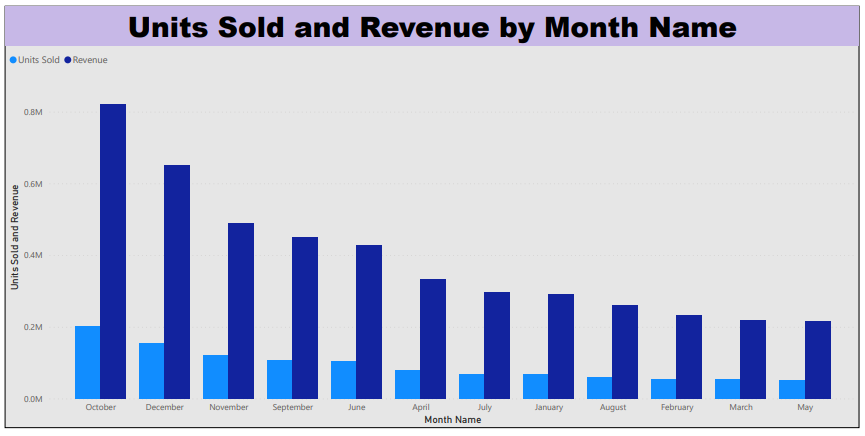 Units Sold and Revenue by Month Name
Units Sold Revenue
0.8M
0.6M
0.4M
0.2M
0.0M
Units Sold and Revenue
October December November September June April July January August February March May
Month Name